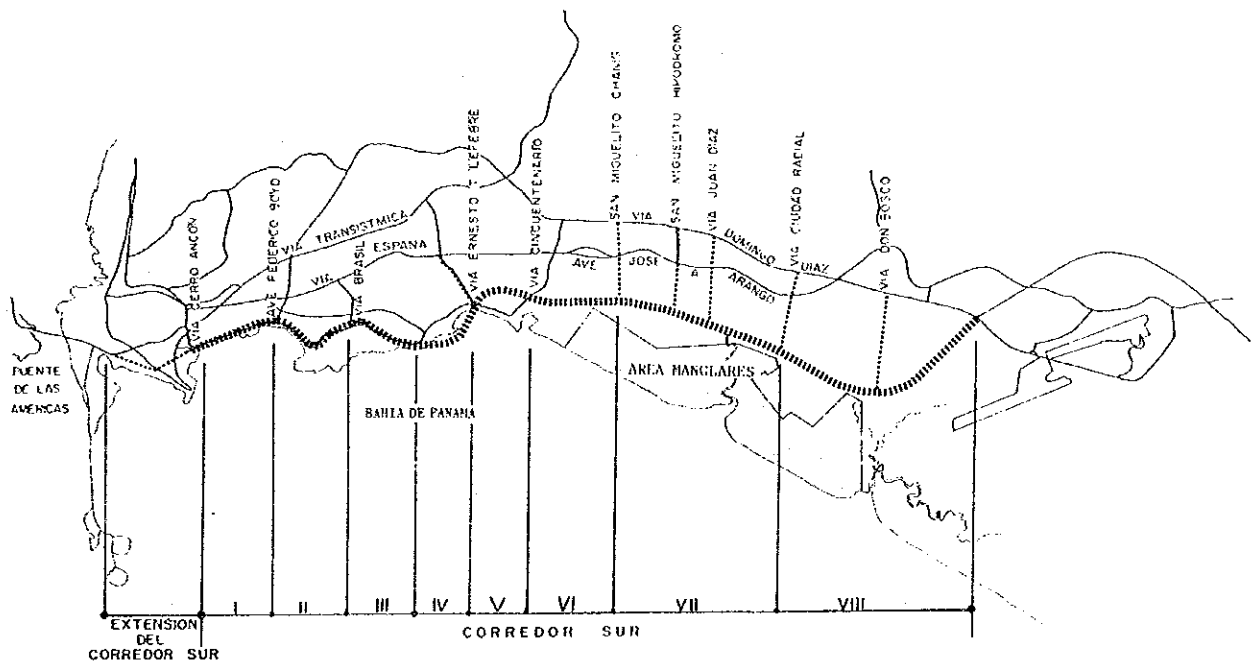 VIA CERRO ANCON
AVE FEDERICO BOYD
VIA BRASIL
VIA ERNESTO T LEFEBRE
VIA CINCUENTENARIO
SAN MIGUELITO CHANIS
SAN MIGUELITO HIPODROMO
VIA JUAN DIAZ
VIA CIUDAD RADIAL
VIA DON BOSCO
VIA TRANSISTMICA
VIA ESPAÑA
VIA DOMINGO DIAZ
AVE JOSE A ARANGO
PUENTE
DE LAS
AMERICAS
BAHIA DE PANAMA
AREA MANGLARES
I II III IV V VI VII VIII
EXTENSION
DEL
CORREDOR SUR
CORREDOR SUR